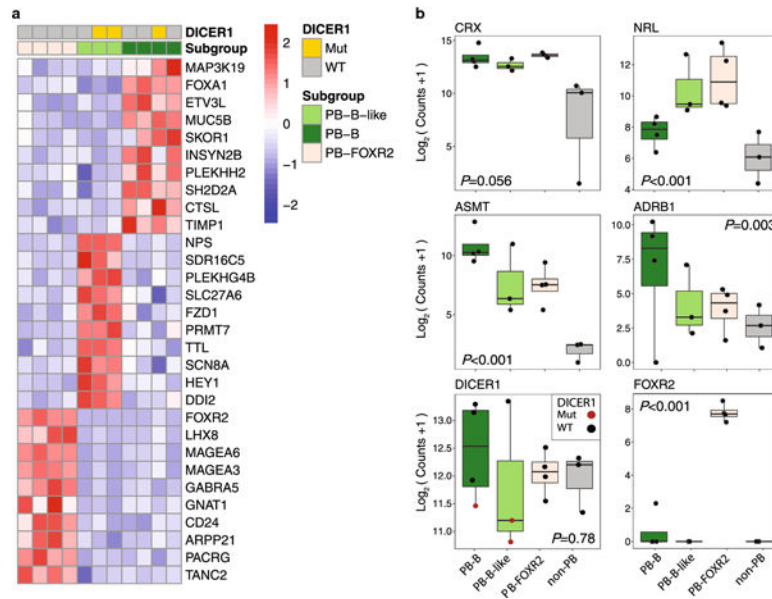 a
DICER1
Subgroup
MAP3K19
FOXA1
ETV3L
MUC5B
SKOR1
INSYN2B
PLEKHH2
SH2D2A
CTSL
TIMP1
NPS
SDR16C5
PLEKHG4B
SLC27A6
FZD1
PRMT7
TTL
SCN8A
HEY1
DDI2
FOXR2
LHX8
MAGEA6
MAGEA3
GABRA5
GNAT1
CD24
ARPP21
PACRG
TANC2
2
1
0
−1
−2
DICER1
Mut
WT
Subgroup
PB−B−like
PB−B
PB−FOXR2
b
CRX
Log2 ( Counts +1)
15
10
5
P=0.056
NRL
12
10
8
6
4
P<0.001
ASMT
10
5
P<0.001
ADRB1
10.0
7.5
5.0
2.5
0.0
P=0.003
DICER1
Log2 ( Counts +1)
13.0
12.5
12.0
11.5
11.0
DICER1
Mut
WT
P=0.78
PB-B
PB-B-like
PB-FOXR2
non-PB
FOXR2
8
6
4
2
0
P<0.001
PB-B
PB-B-like
PB-FOXR2
non-PB